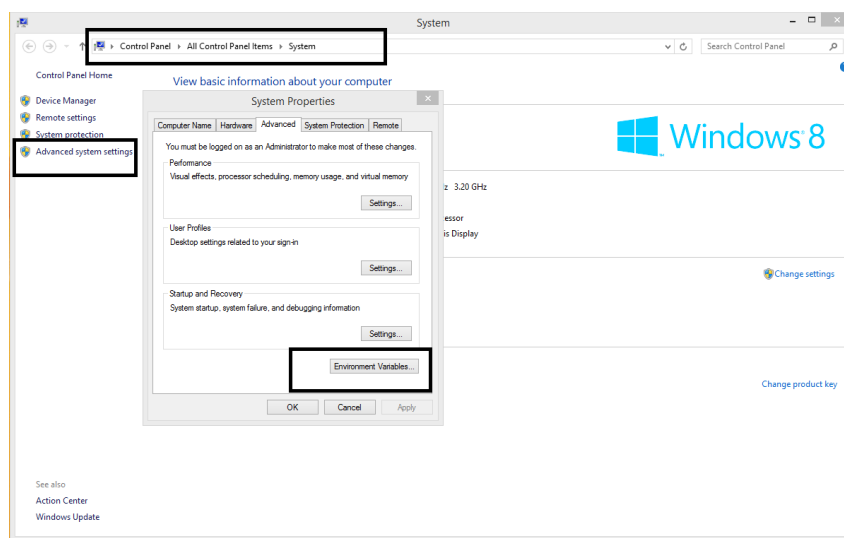 System
Control Panel › All Control Panel Items › System
Search Control Panel
Control Panel Home
Device Manager
Remote settings
System protection
Advanced system settings
View basic information about your computer
System Properties
Computer Name Hardware Advanced System Protection Remote
You must be logged on as an Administrator to make most of these changes.
Performance
Visual effects, processor scheduling, memory usage, and virtual memory
Settings...
User Profiles
Desktop settings related to your sign-in
Settings...
Startup and Recovery
System startup, system failure, and debugging information
Settings...
Environment Variables...
OK Cancel Apply
Windows 8
z 3.20 GHz
essor
is Display
Change settings
Change product key
See also
Action Center
Windows Update